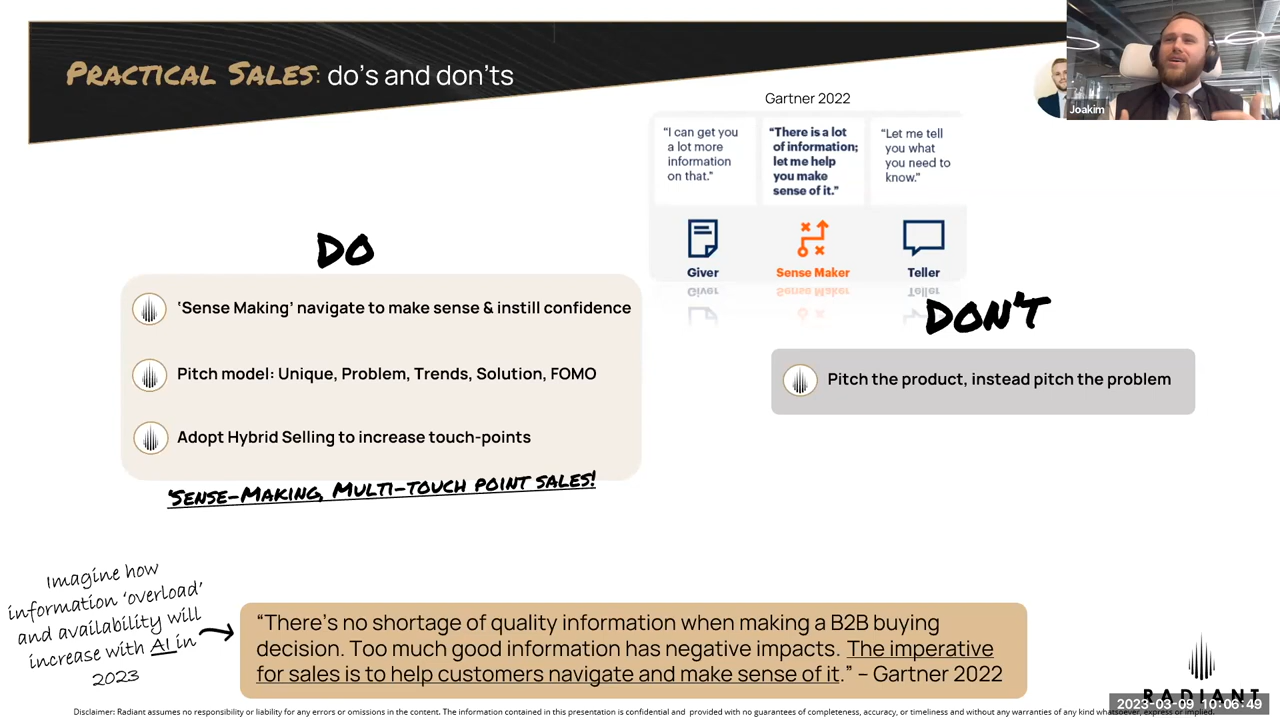 PRACTICAL SALES: do's and don'ts
Joakim
Gartner 2022
"I can get you
a lot more
information
on that."
"There is a lot
of information;
let me help
you make
sense of it."
"Let me tell
you what
you need to
know."
Giver
Sense Maker
Teller
Giver
Sense Maker
Teller
DO
'Sense Making' navigate to make sense & instill confidence
Pitch model: Unique, Problem, Trends, Solution, FOMO
Adopt Hybrid Selling to increase touch-points
'SENSE-MAKING, MULTI-TOUCH POINT SALES!
DON'T
Pitch the product, instead pitch the problem
Imagine how
information 'overload'
and availability will
increase with AI in
2023
"There's no shortage of quality information when making a B2B buying
decision. Too much good information has negative impacts. The imperative
for sales is to help customers navigate and make sense of it." – Gartner 2022
RADIANT
2023-03-09 10:06:49
Disclaimer: Radiant assumes no responsibility or liability for any errors or omissions in the content. The information contained in this presentation is confidential and provided with no guarantees of completeness, accuracy, or timeliness and without any warranties of any kind whatsoever, express or implied.